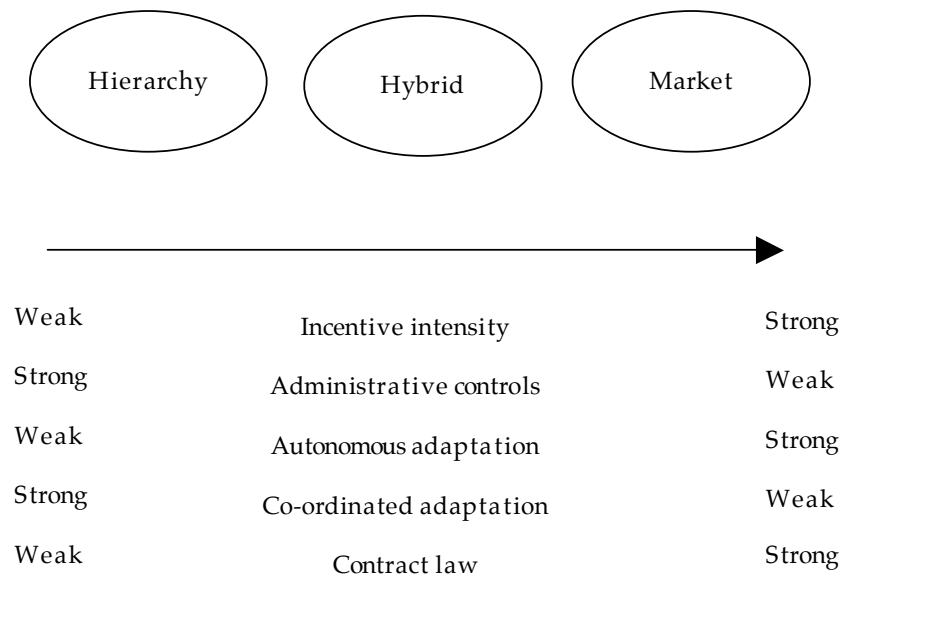 Hierarchy Hybrid Market
Weak Incentive intensity Strong
Strong Administrative controls Weak
Weak Autonomous adaptation Strong
Strong Co-ordinated adaptation Weak
Weak Contract law Strong